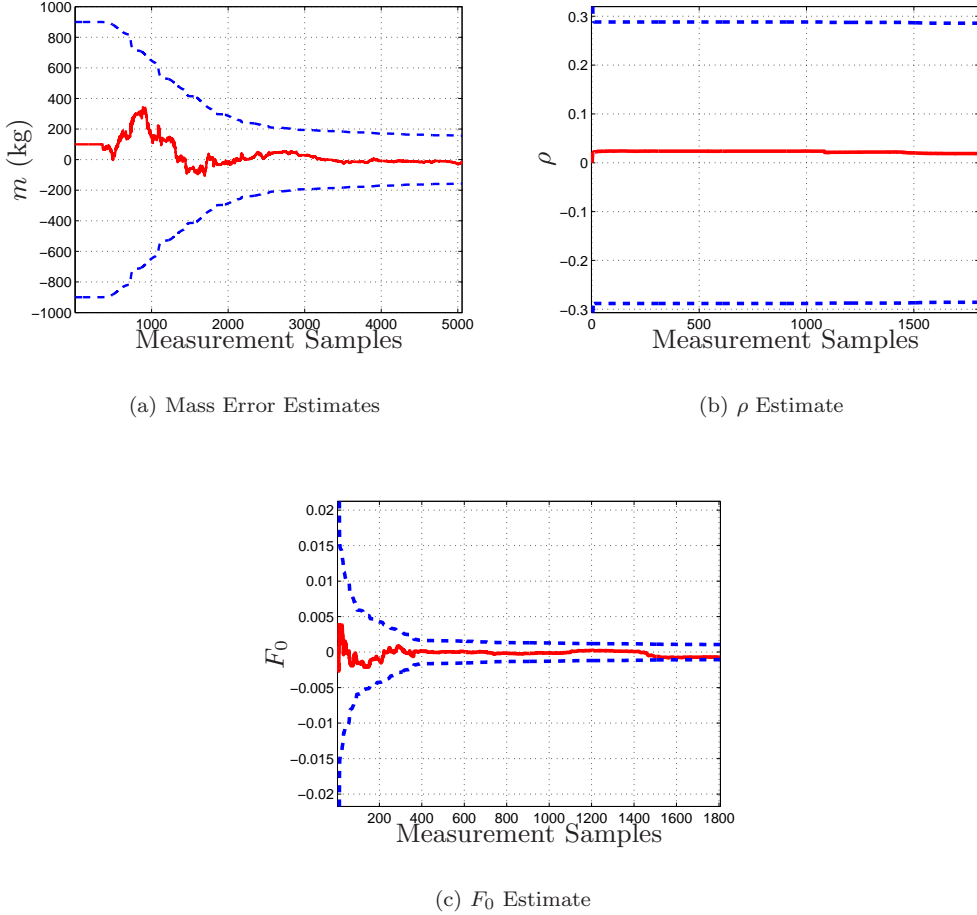 1000
800
600
400
200
0
−200
−400
−600
−800
−1000
m (kg)
1000 2000 3000 4000 5000
Measurement Samples
(a) Mass Error Estimates
0.3
0.2
0.1
0
−0.1
−0.2
−0.3
ρ
0 500 1000 1500
Measurement Samples
(b) ρ Estimate
0.02
0.015
0.01
0.005
0
−0.005
−0.01
−0.015
−0.02
F0
200 400 600 800 1000 1200 1400 1600 1800
Measurement Samples
(c) F0 Estimate